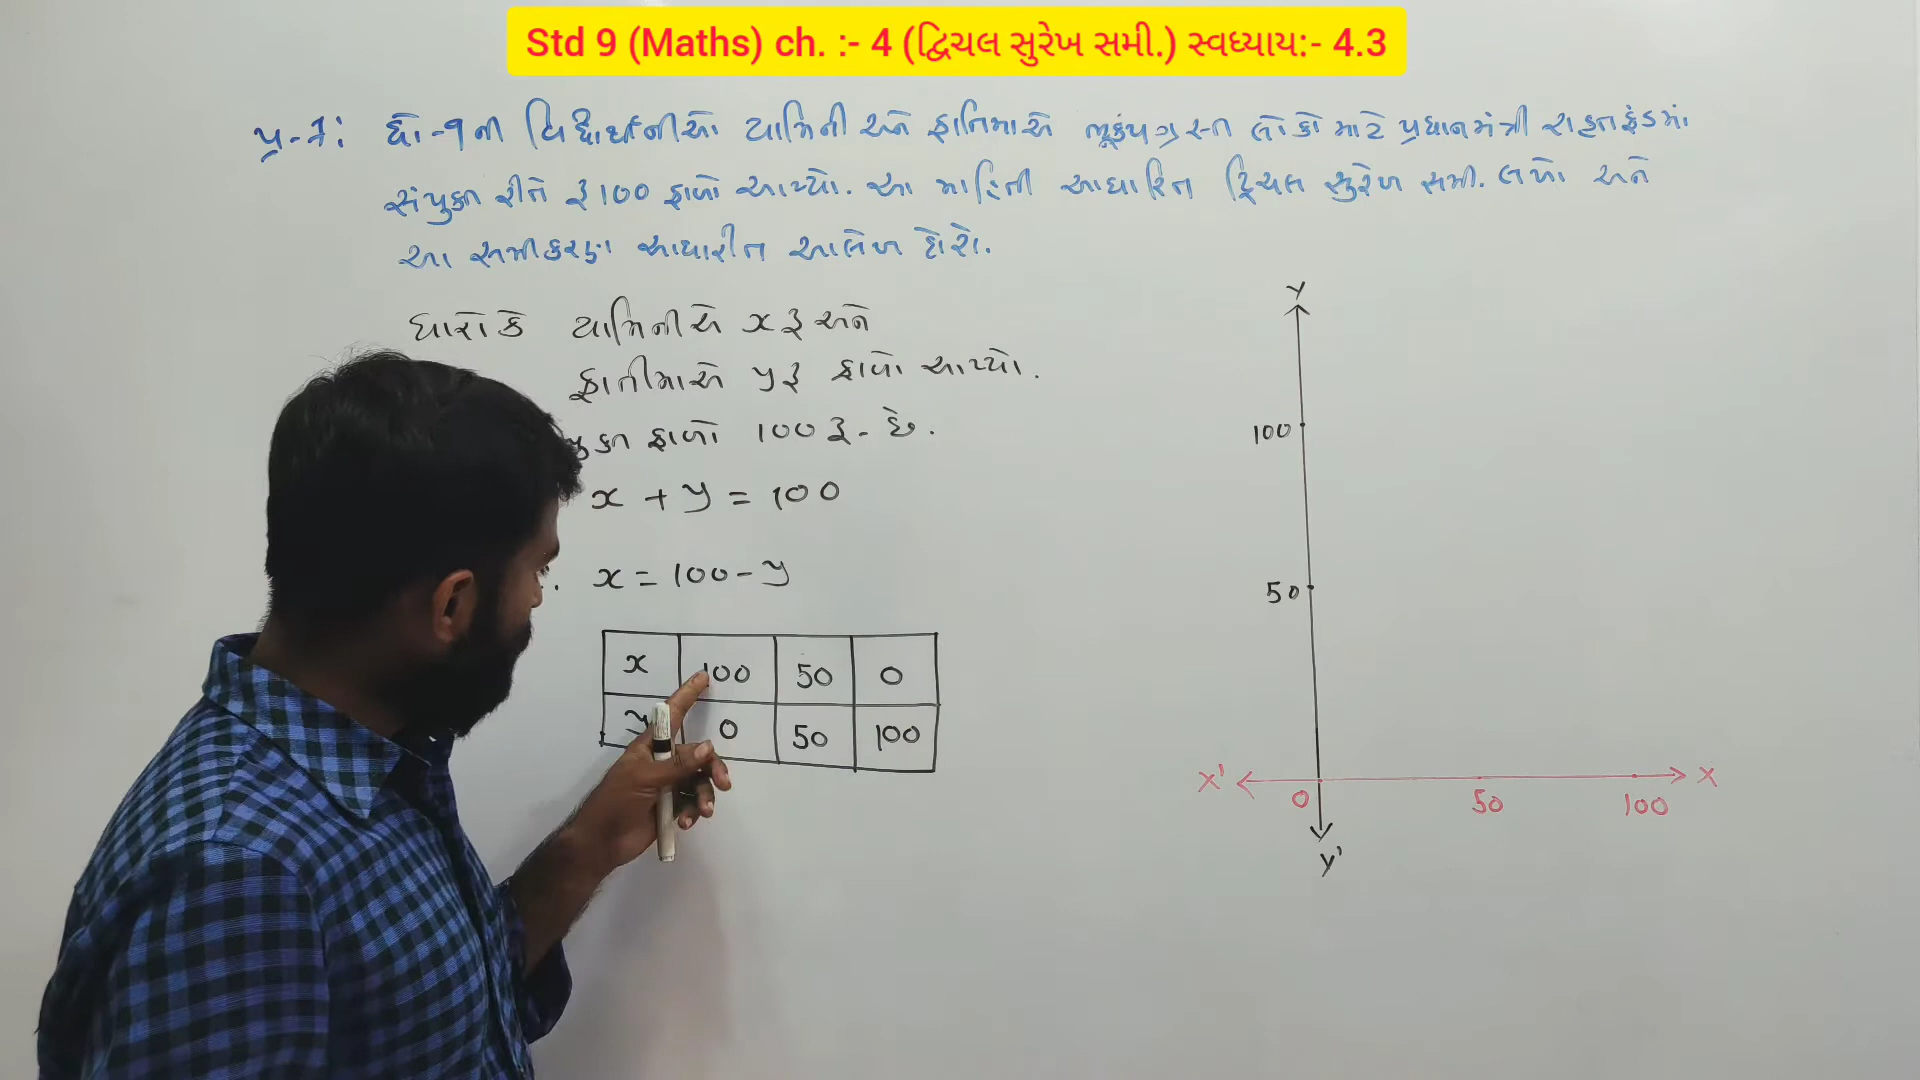 Std 9 (Maths) ch. :- 4 (દ્વિચલ સુરેખ સમી.) સ્વધ્યાય:- 4.3
પ્ર-7: ધો-9ની વિદ્યાર્થીનીઓ યામિની અને ફાતિમાએ ભૂકંપગ્રસ્ત લોકો માટે પ્રધાનમંત્રી રાહતફંડમાં
સંયુક્ત રીતે રૂ100 ફાળો આપ્યો. આ માહિતી આધારિત દ્વિચલ સુરેખ સમી. લખો અને
આ સમીકરણ આધારીત આલેખ દોરો.
ધારોકે યામિનીએ x રૂ અને
ફાતીમાએ y રૂ ફાળો આપ્યો.
ફાળો 100 રૂ. છે.
x + y = 100
x = 100 - y
x 100 50 0
y 0 50 100
Y
100
50
X' X
0 50 100
Y'